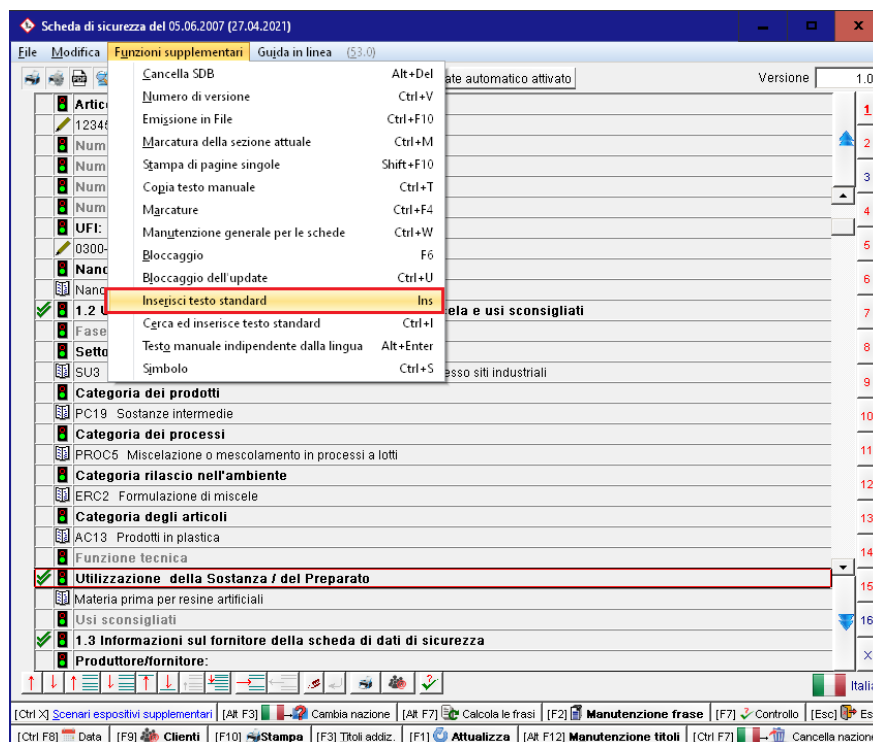 Scheda di sicurezza del 05.06.2007 (27.04.2021)
File Modifica Funzioni supplementari Guida in linea (53.0)
Cancella SDB Alt+Del
ate automatico attivato Versione 1.0
Numero di versione Ctrl+V
Emissione in File Ctrl+F10
Marcatura della sezione attuale Ctrl+M
Stampa di pagine singole Shift+F10
Copia testo manuale Ctrl+T
Marcature Ctrl+F4
Manutenzione generale per le schede Ctrl+W
Bloccaggio F6
Bloccaggio dell'update Ctrl+U
Inserisci testo standard Ins
Cerca ed inserisce testo standard Ctrl+I
Testo manuale indipendente dalla lingua Alt+Enter
Simbolo Ctrl+S
Artic
12345
Num
Num
Num
Num
UFI:
0300-
Nano
Nano
1.2 U ela e usi sconsigliati
Fase
Setto
SU3 esso siti industriali
Categoria dei prodotti
PC19 Sostanze intermedie
Categoria dei processi
PROC5 Miscelazione o mescolamento in processi a lotti
Categoria rilascio nell'ambiente
ERC2 Formulazione di miscele
Categoria degli articoli
AC13 Prodotti in plastica
Funzione tecnica
Utilizzazione della Sostanza / del Preparato
Materia prima per resine artificiali
Usi sconsigliati
1.3 Informazioni sul fornitore della scheda di dati di sicurezza
Produttore/fornitore:
1
2
3
4
5
6
7
8
9
10
11
12
13
14
15
16
X
Itali
[Ctrl X] Scenari espositivi supplementari [Alt F3] Cambia nazione [Alt F7] Calcola le frasi [F2] Manutenzione frase [F7] Controllo [Esc] Es
[Ctrl F8] Data [F9] Clienti [F10] Stampa [F3] Titoli addiz. [F1] Attualizza [Alt F12] Manutenzione titoli [Ctrl F7] Cancella nazione